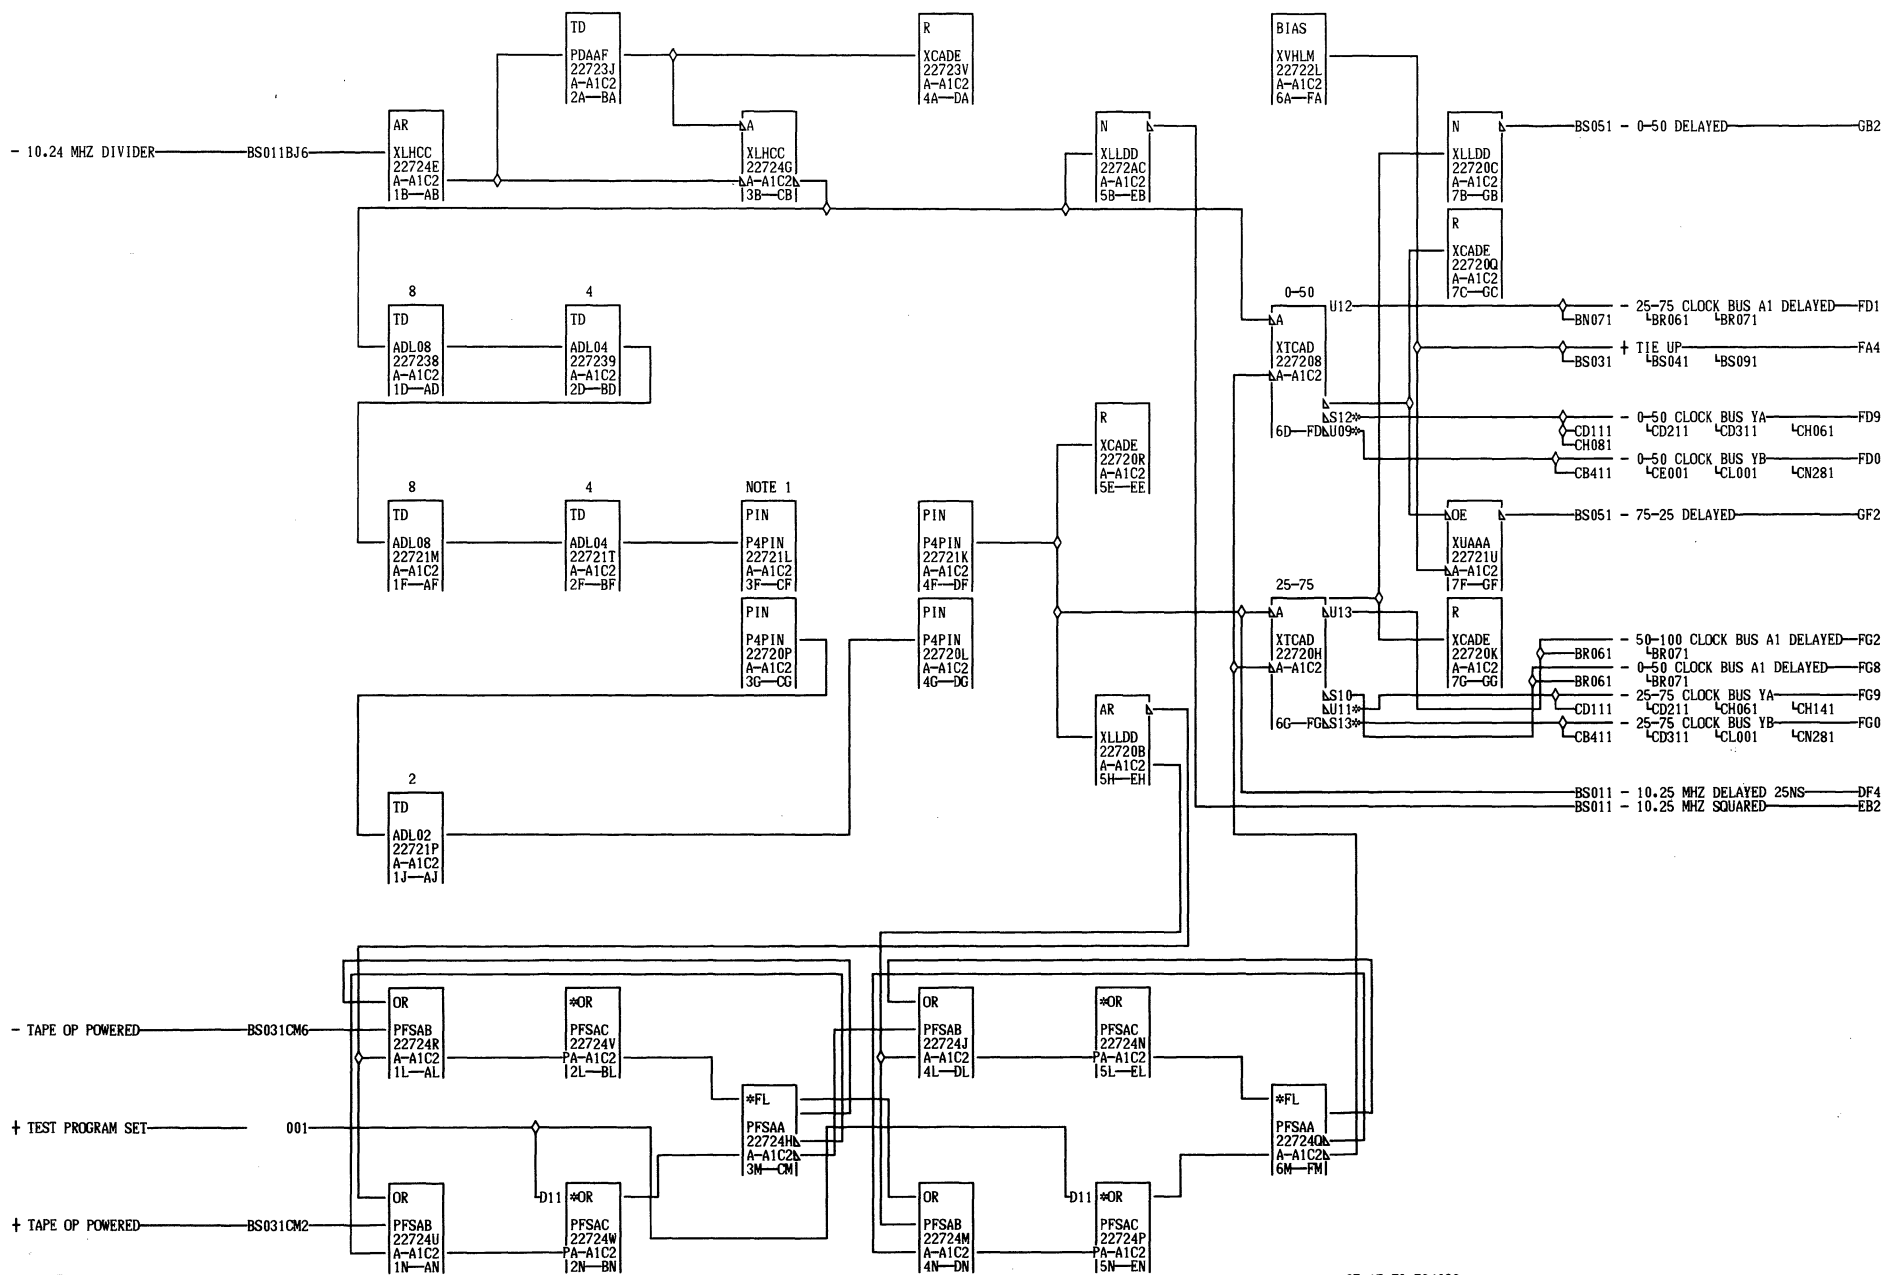 TD
PDAAF
22723J
A-A1C2
2A—BA
R
XCADE
22723V
A-A1C2
4A—DA
BIAS
XVHLM
22722L
A-A1C2
6A—FA
- 10.24 MHZ DIVIDER BS011BJ6
AR
XLHCC
22724E
A-A1C2
1B—AB
A
XLHCC
22724G
A-A1C2
3B—CB
N
XLLDD
2272AC
A-A1C2
5B—EB
N
XLLDD
22720C
A-A1C2
7B—GB
BS051 - 0-50 DELAYED GB2
R
XCADE
22720Q
A-A1C2
7C—GC
8
TD
ADL08
227238
A-A1C2
1D—AD
4
TD
ADL04
227239
A-A1C2
2D—BD
0-50
U12
A
XTCAD
227208
A-A1C2
S12*
6D—FD U09*
- 25-75 CLOCK BUS A1 DELAYED FD1
BN071 BR061 BR071
+ TIE UP FA4
BS031 BS041 BS091
- 0-50 CLOCK BUS YA FD9
CD111 CD211 CD311 CH061
CH081
- 0-50 CLOCK BUS YB FD0
CB411 CE001 CL001 CN281
R
XCADE
22720R
A-A1C2
5E—EE
8
TD
ADL08
22721M
A-A1C2
1F—AF
4
TD
ADL04
22721T
A-A1C2
2F—BF
NOTE 1
PIN
P4PIN
22721L
A-A1C2
3F—CF
PIN
P4PIN
22721K
A-A1C2
4F—DF
OE
XUAAA
22721U
A-A1C2
7F—GF
BS051 - 75-25 DELAYED GF2
PIN
P4PIN
22720P
A-A1C2
3G—CG
PIN
P4PIN
22720L
A-A1C2
4G—DG
25-75
A
U13
XTCAD
22720H
A-A1C2
S10
U11*
6G—FG S13*
R
XCADE
22720K
A-A1C2
7G—GG
- 50-100 CLOCK BUS A1 DELAYED FG2
BR061 BR071
- 0-50 CLOCK BUS A1 DELAYED FG8
BR061 BR071
- 25-75 CLOCK BUS YA FG9
CD111 CD211 CH061 CH141
- 25-75 CLOCK BUS YB FG0
CB411 CD311 CL001 CN281
AR
XLLDD
22720B
A-A1C2
5H—EH
2
TD
ADL02
22721P
A-A1C2
1J—AJ
BS011 - 10.25 MHZ DELAYED 25NS DF4
BS011 - 10.25 MHZ SQUARED EB2
- TAPE OP POWERED BS031CM6
OR
PFSAB
22724R
A-A1C2
1L—AL
*OR
PFSAC
22724V
PA-A1C2
2L—BL
OR
PFSAB
22724J
A-A1C2
4L—DL
*OR
PFSAC
22724N
PA-A1C2
5L—EL
+ TEST PROGRAM SET 001
*FL
PFSAA
22724H
A-A1C2
3M—CM
*FL
PFSAA
22724Q
A-A1C2
6M—FM
+ TAPE OP POWERED BS031CM2
OR
PFSAB
22724U
A-A1C2
1N—AN
D11
*OR
PFSAC
22724W
PA-A1C2
2N—BN
OR
PFSAB
22724M
A-A1C2
4N—DN
D11
*OR
PFSAC
22724P
PA-A1C2
5N—EN